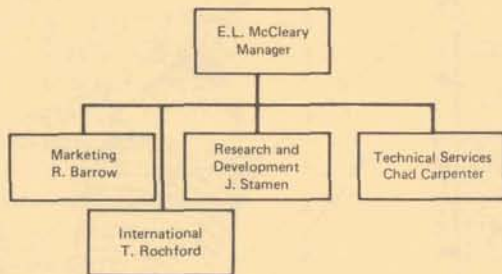 E.L. McCleary
Manager
Marketing
R. Barrow
Research and
Development
J. Stamen
Technical Services
Chad Carpenter
International
T. Rochford